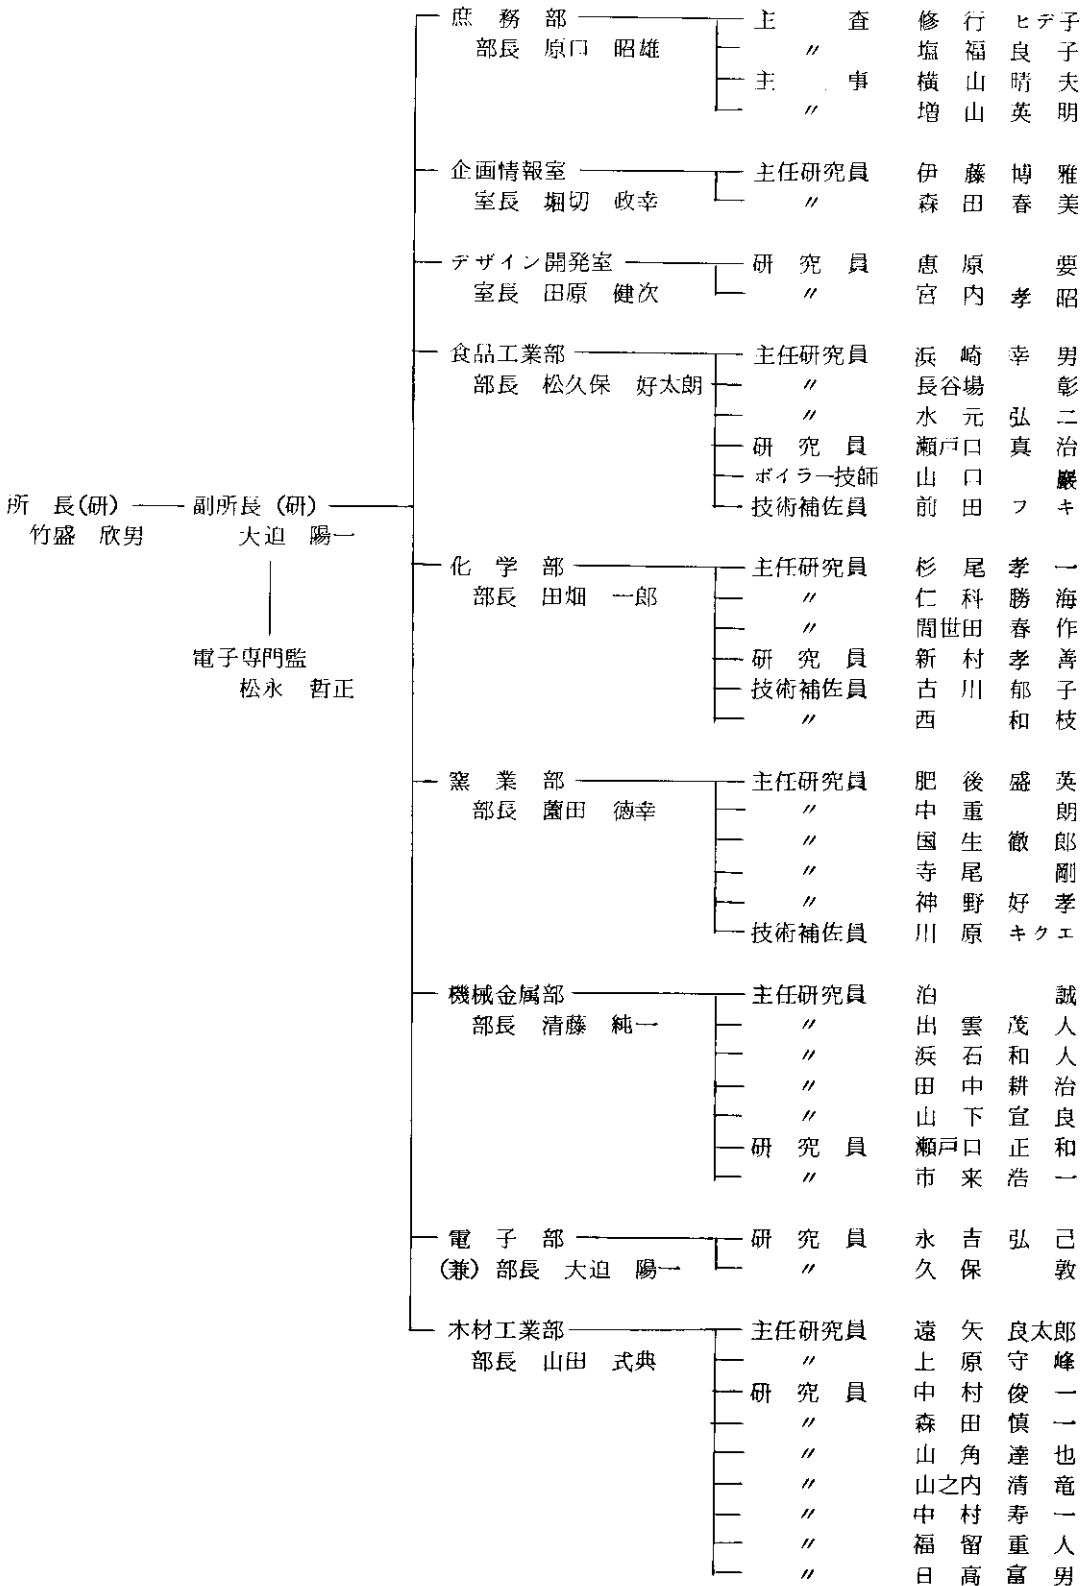 庶務部 主査 修行ヒデ子
部長 原口 昭雄 〃 塩福良子
主事 横山晴夫
〃 増山英明
企画情報室 主任研究員 伊藤博雅
室長 堀切 政幸 〃 森田春美
デザイン開発室 研究員 恵原要
室長 田原 健次 〃 宮内孝昭
食品工業部 主任研究員 浜崎幸男
部長 松久保 好太朗 〃 長谷場彰
〃 水元弘二
研究員 瀬戸口真治
ボイラー技師 山口巖
所長(研) 副所長(研) 技術補佐員 前田フキ
竹盛 欣男 大迫 陽一
化学部 主任研究員 杉尾孝一
部長 田畑 一郎 〃 仁科勝海
〃 間世田春作
電子専門監 研究員 新村孝善
松永 哲正 技術補佐員 古川郁子
〃 西和枝
窯業部 主任研究員 肥後盛英
部長 薗田 徳幸 〃 中重朗
〃 国生徹郎
〃 寺尾剛
〃 神野好孝
技術補佐員 川原キクエ
機械金属部 主任研究員 泊誠
部長 清藤 純一 〃 出雲茂人
〃 浜石和人
〃 田中耕治
〃 山下宜良
研究員 瀬戸口正和
〃 市来浩一
電子部 研究員 永吉弘己
(兼)部長 大迫 陽一 〃 久保敦
木材工業部 主任研究員 遠矢良太郎
部長 山田 式典 〃 上原守峰
研究員 中村俊一
〃 森田慎一
〃 山角達也
〃 山之内清竜
〃 中村寿一
〃 福留重人
〃 日高富男